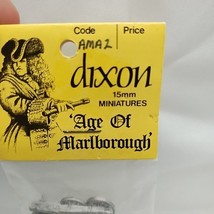 Code Price
AMA2
dixon
15mm
MINIATURES
'Age Of
Marlborough'